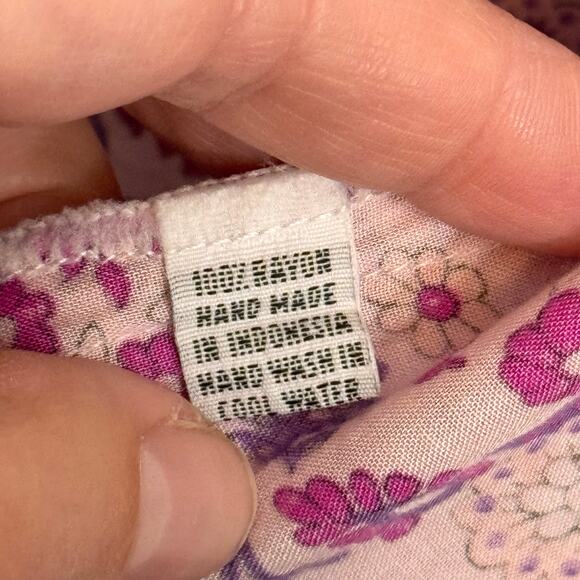 100% RAYON
HAND MADE
IN INDONESIA
HAND WASH IN
COOL WATER